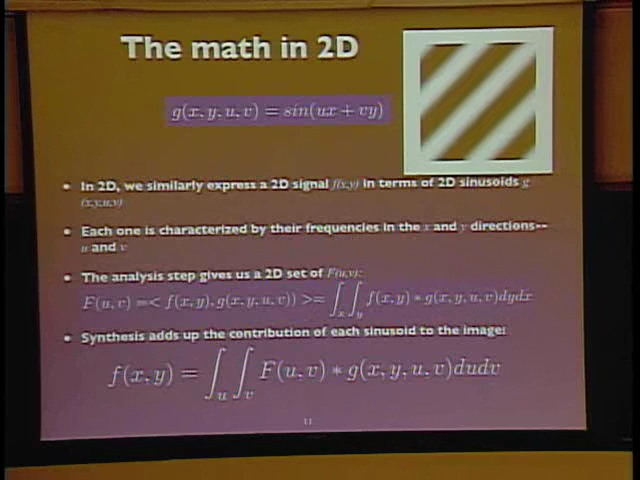 The math in 2D
g(x, y, u, v) = sin(ux + vy)
• In 2D, we similarly express a 2D signal f(x,y) in terms of 2D sinusoids g
(x,y,u,v)
• Each one is characterized by their frequencies in the x and y directions--
u and v
• The analysis step gives us a 2D set of F(u,v):
F(u, v) =< f(x, y), g(x, y, u, v) >= ∫x ∫y f(x, y) * g(x, y, u, v)dydx
• Synthesis adds up the contribution of each sinusoid to the image:
f(x, y) = ∫u ∫v F(u, v) * g(x, y, u, v)dudv
11